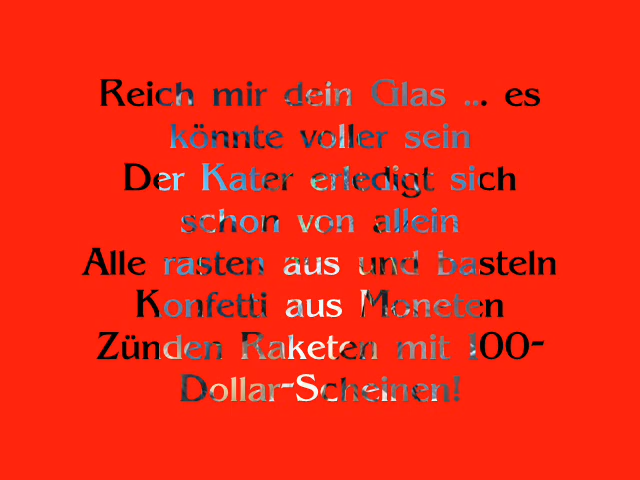 Reich mir dein Glas ... es
könnte voller sein
Der Kater erledigt sich
schon von allein
Alle rasten aus und basteln
Konfetti aus Moneten
Zünden Raketen mit 100-
Dollar-Scheinen!